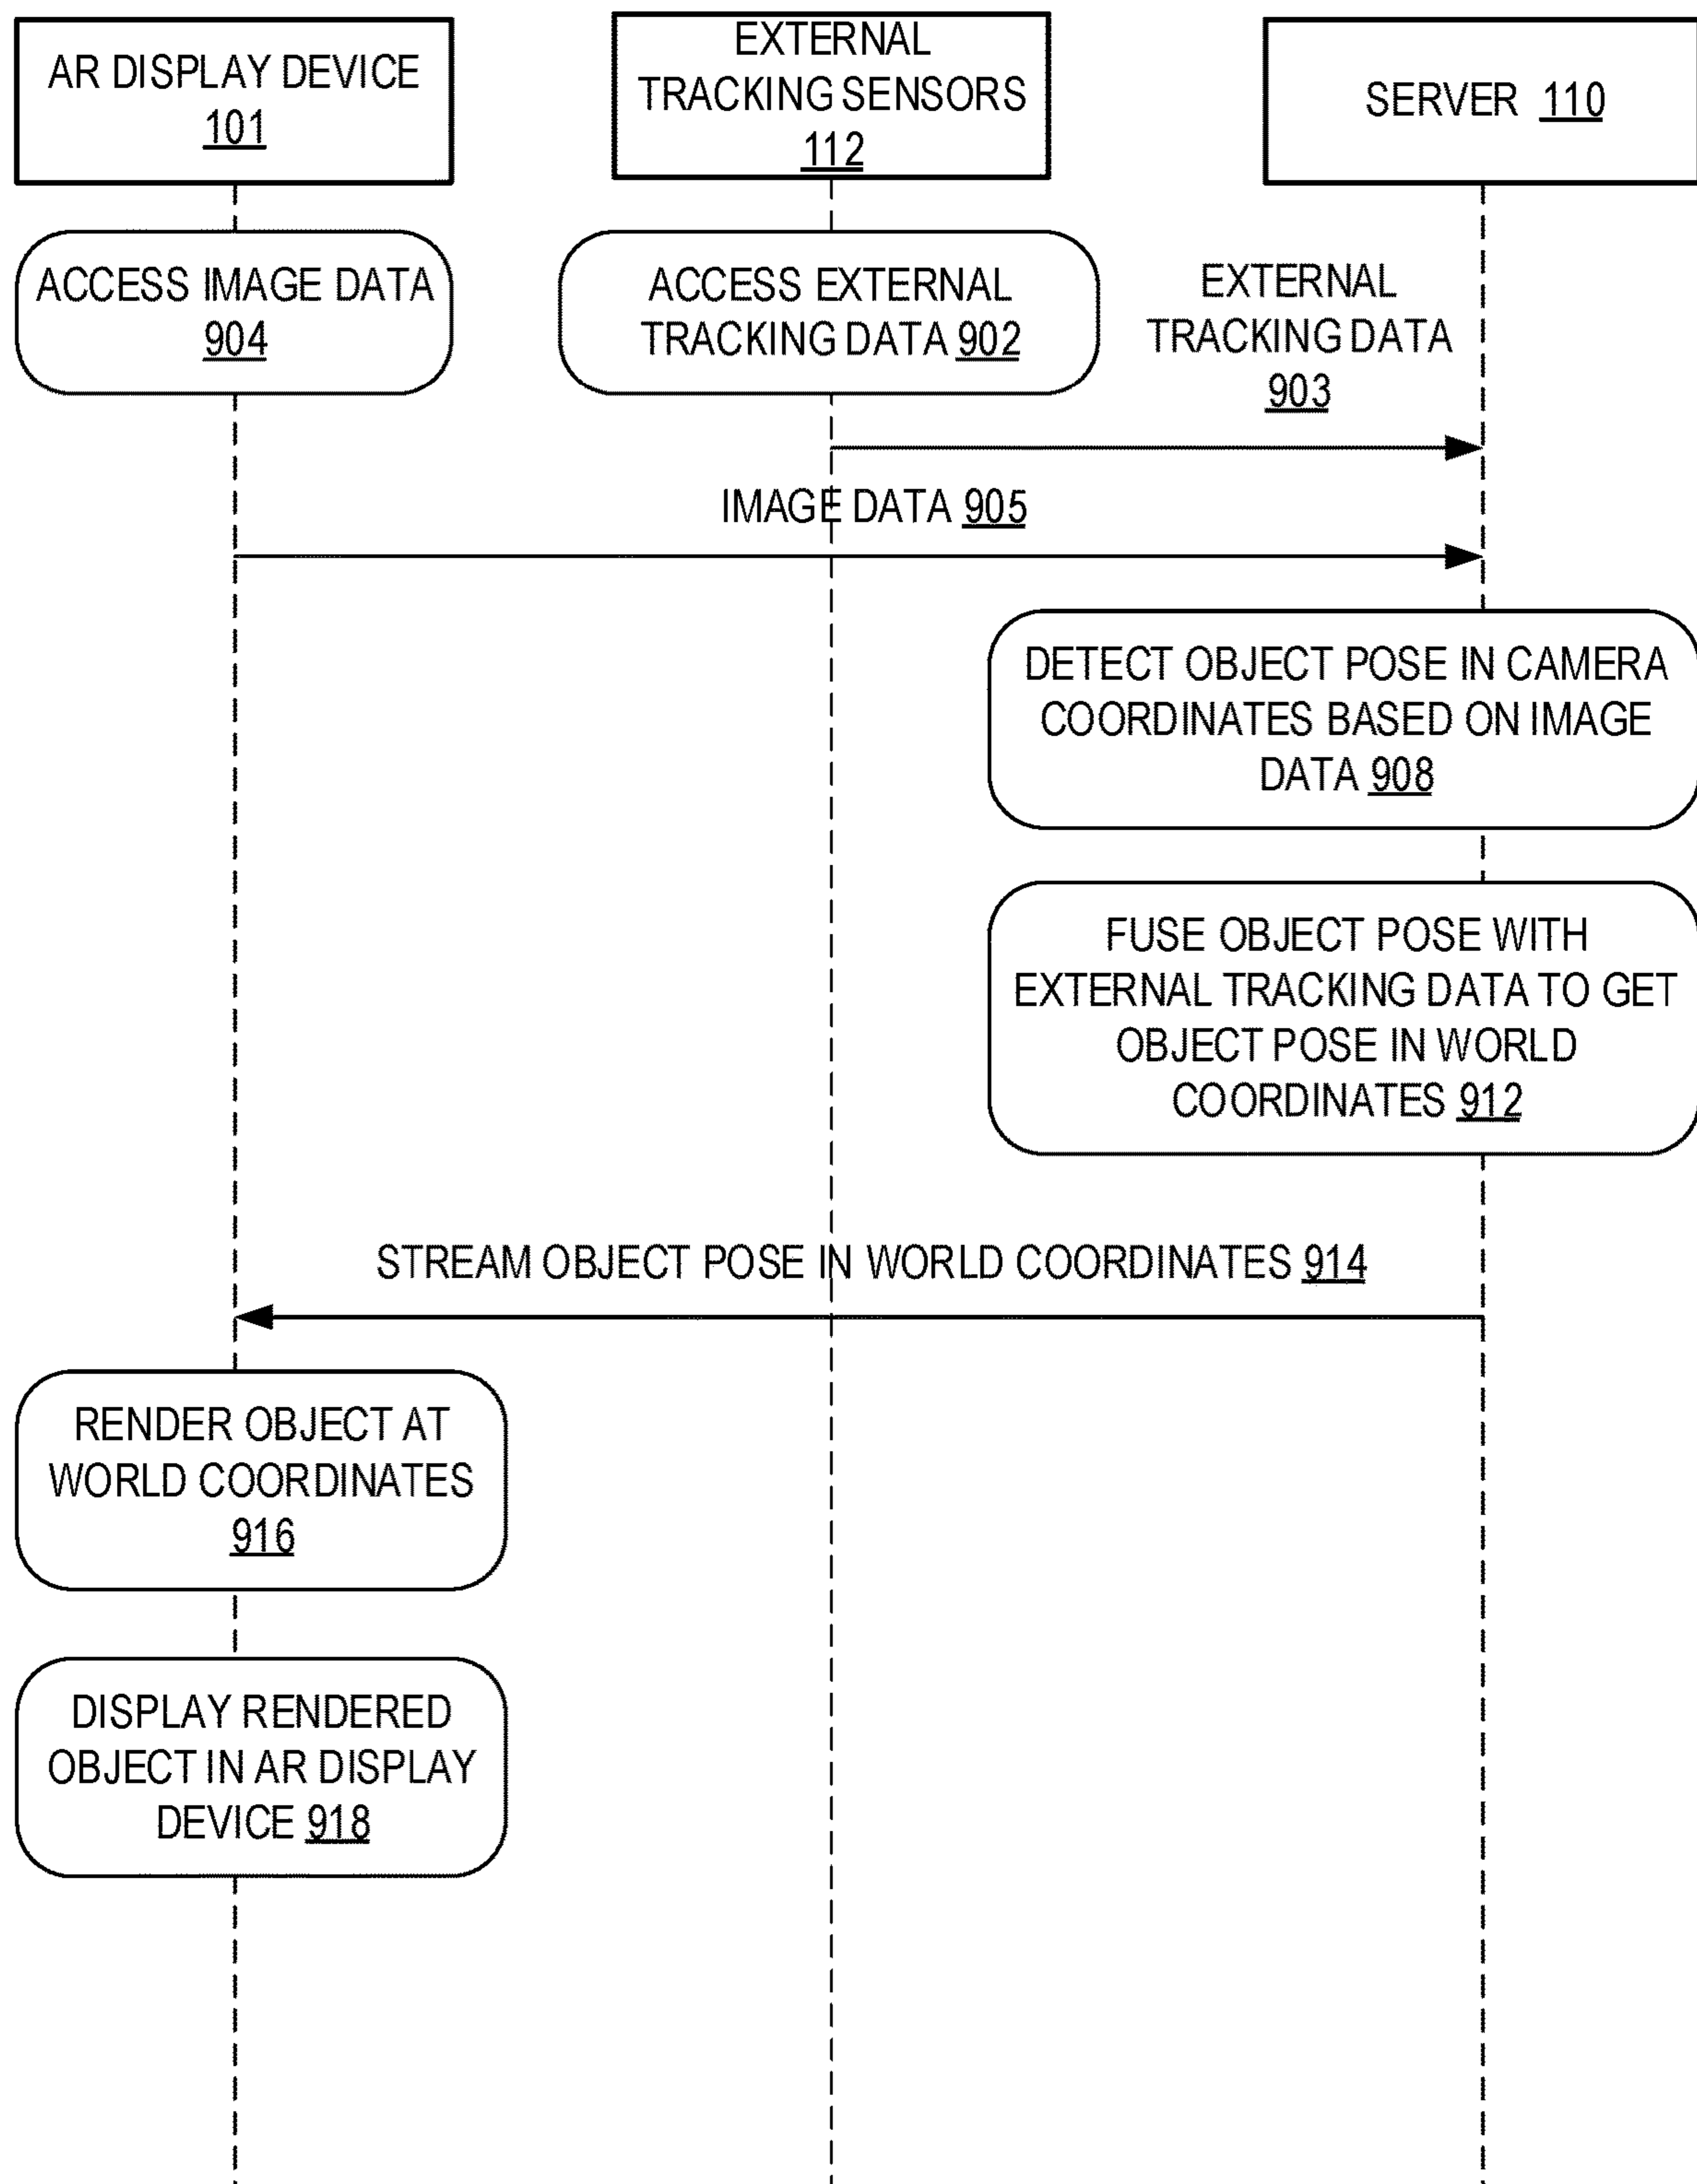 AR DISPLAY DEVICE
101
EXTERNAL
TRACKING SENSORS
112
SERVER 110
ACCESS IMAGE DATA
904
ACCESS EXTERNAL
TRACKING DATA 902
EXTERNAL
TRACKING DATA
903
IMAGE DATA 905
DETECT OBJECT POSE IN CAMERA
COORDINATES BASED ON IMAGE
DATA 908
FUSE OBJECT POSE WITH
EXTERNAL TRACKING DATA TO GET
OBJECT POSE IN WORLD
COORDINATES 912
STREAM OBJECT POSE IN WORLD COORDINATES 914
RENDER OBJECT AT
WORLD COORDINATES
916
DISPLAY RENDERED
OBJECT IN AR DISPLAY
DEVICE 918